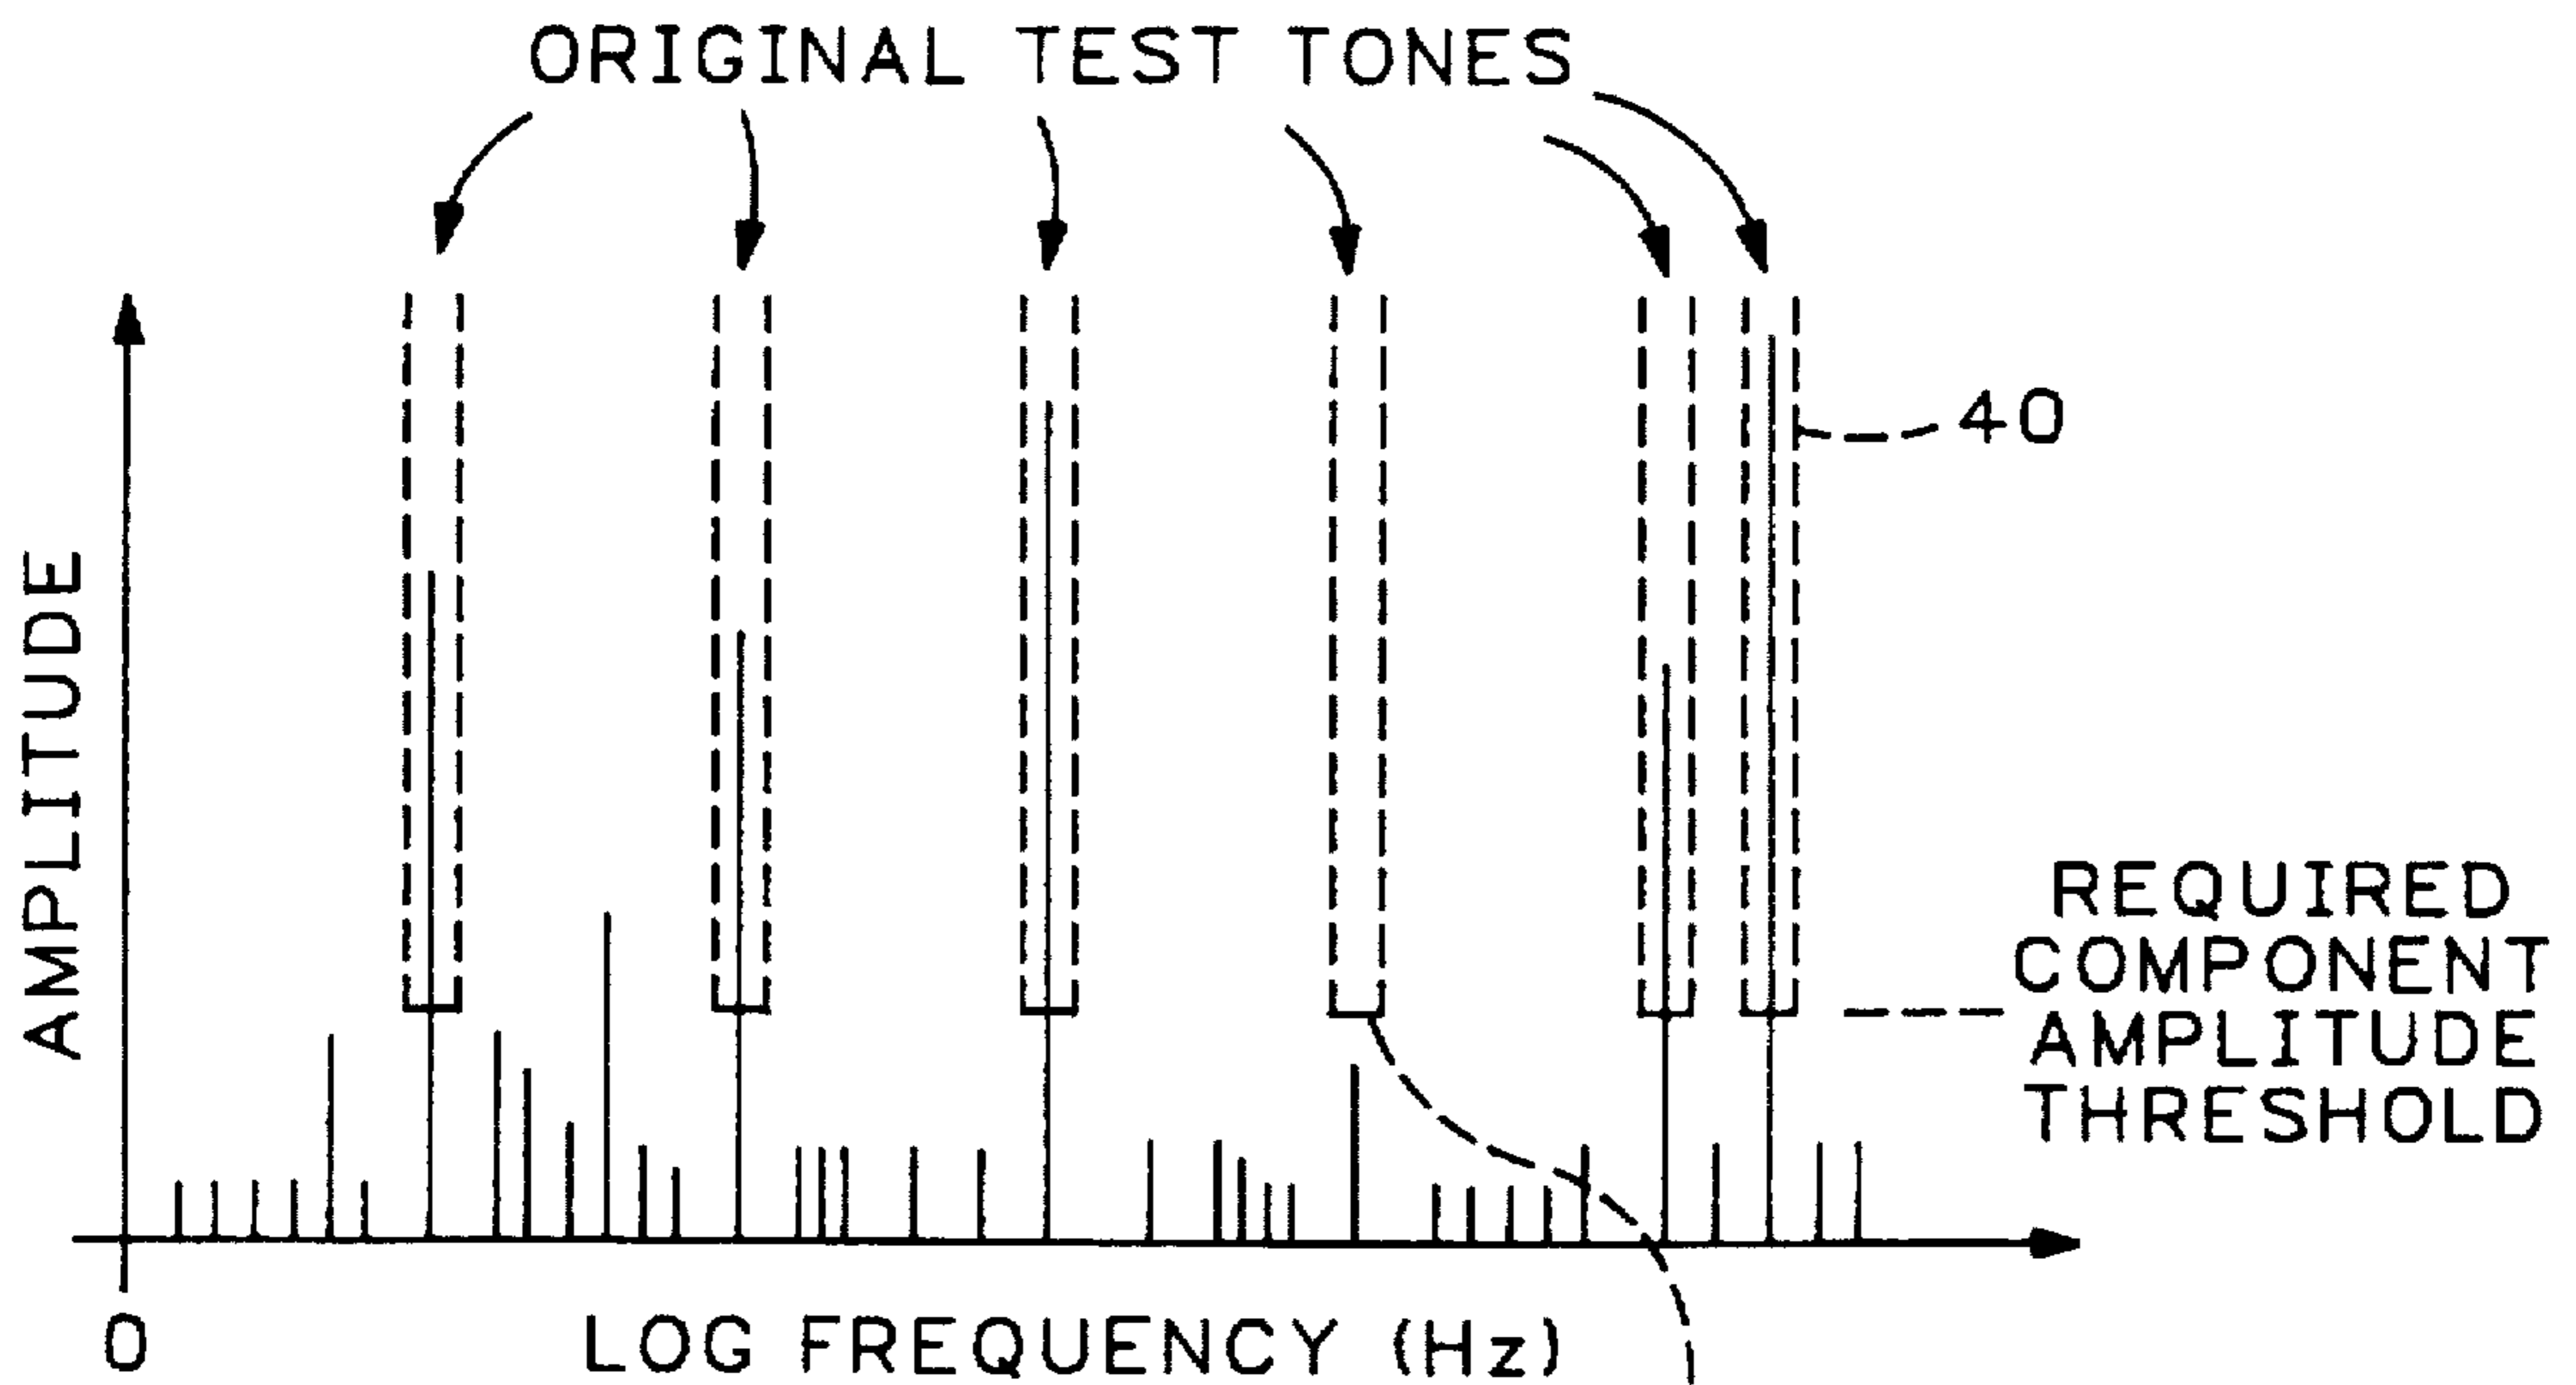 ORIGINAL TEST TONES
40
AMPLITUDE
REQUIRED
COMPONENT
AMPLITUDE
THRESHOLD
0
LOG FREQUENCY (Hz)